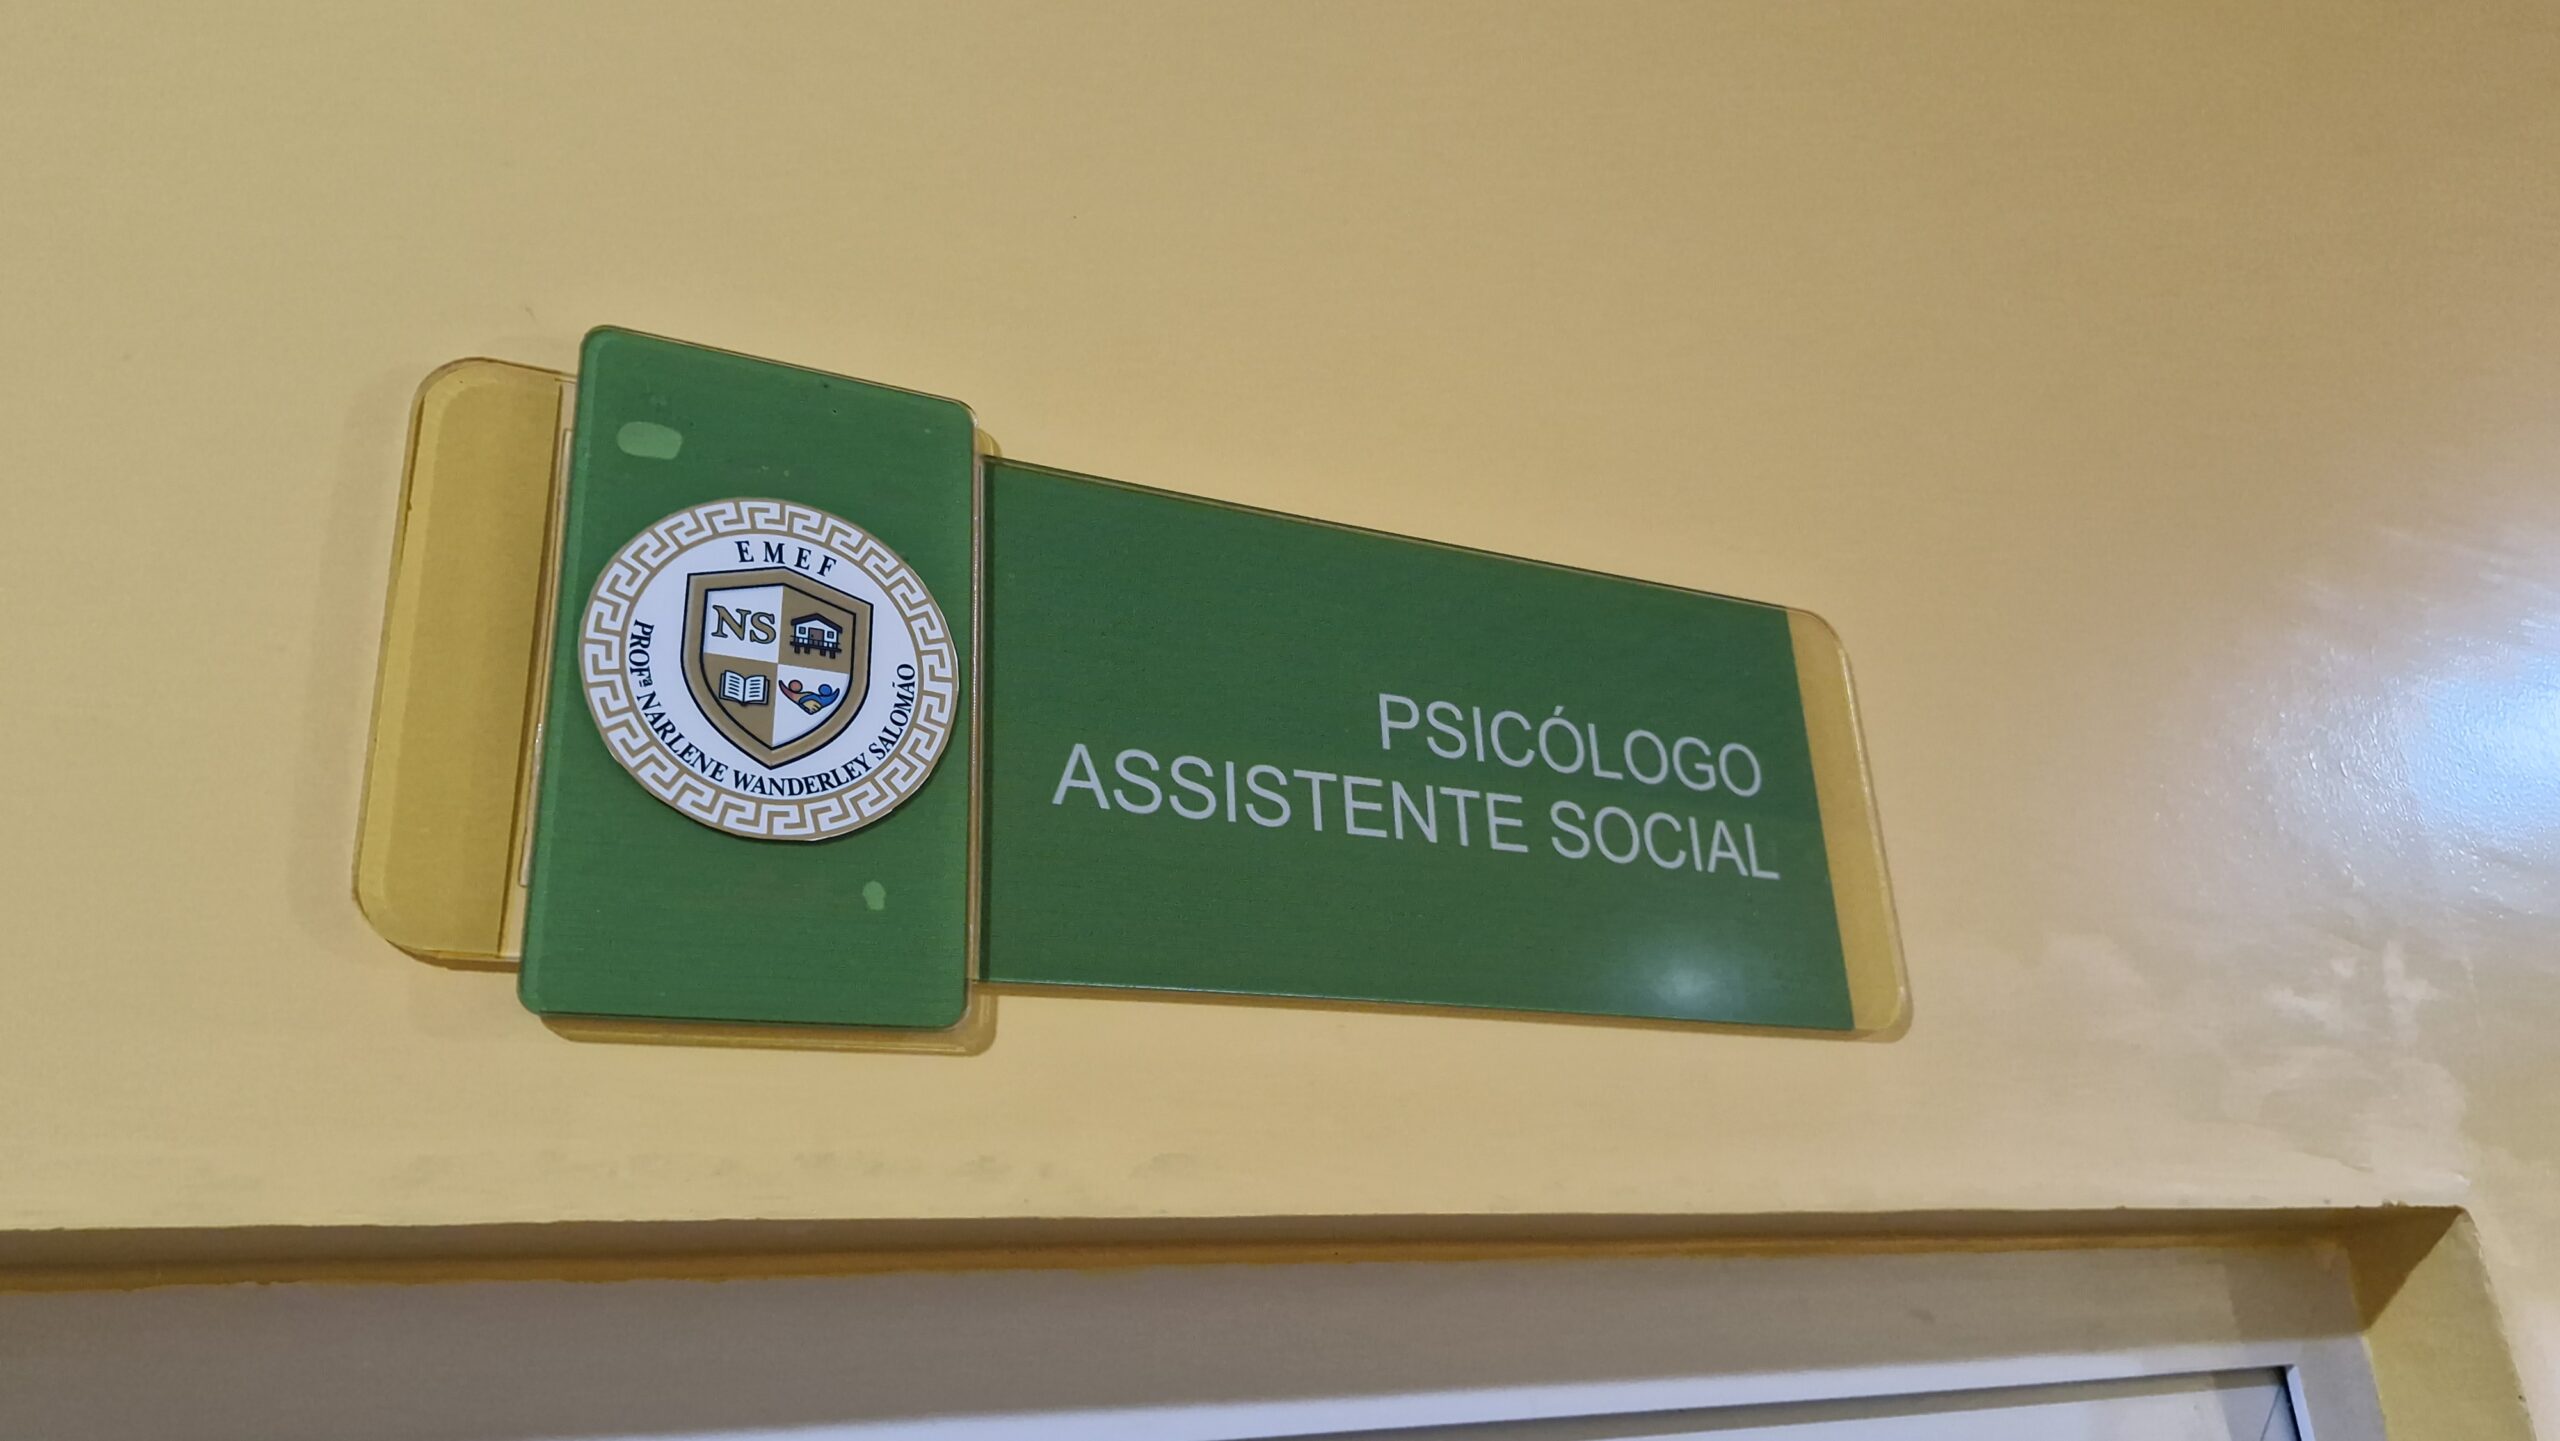 EMEF
NS
PROFª NARLENE WANDERLEY SALOMÃO
PSICÓLOGO
ASSISTENTE SOCIAL